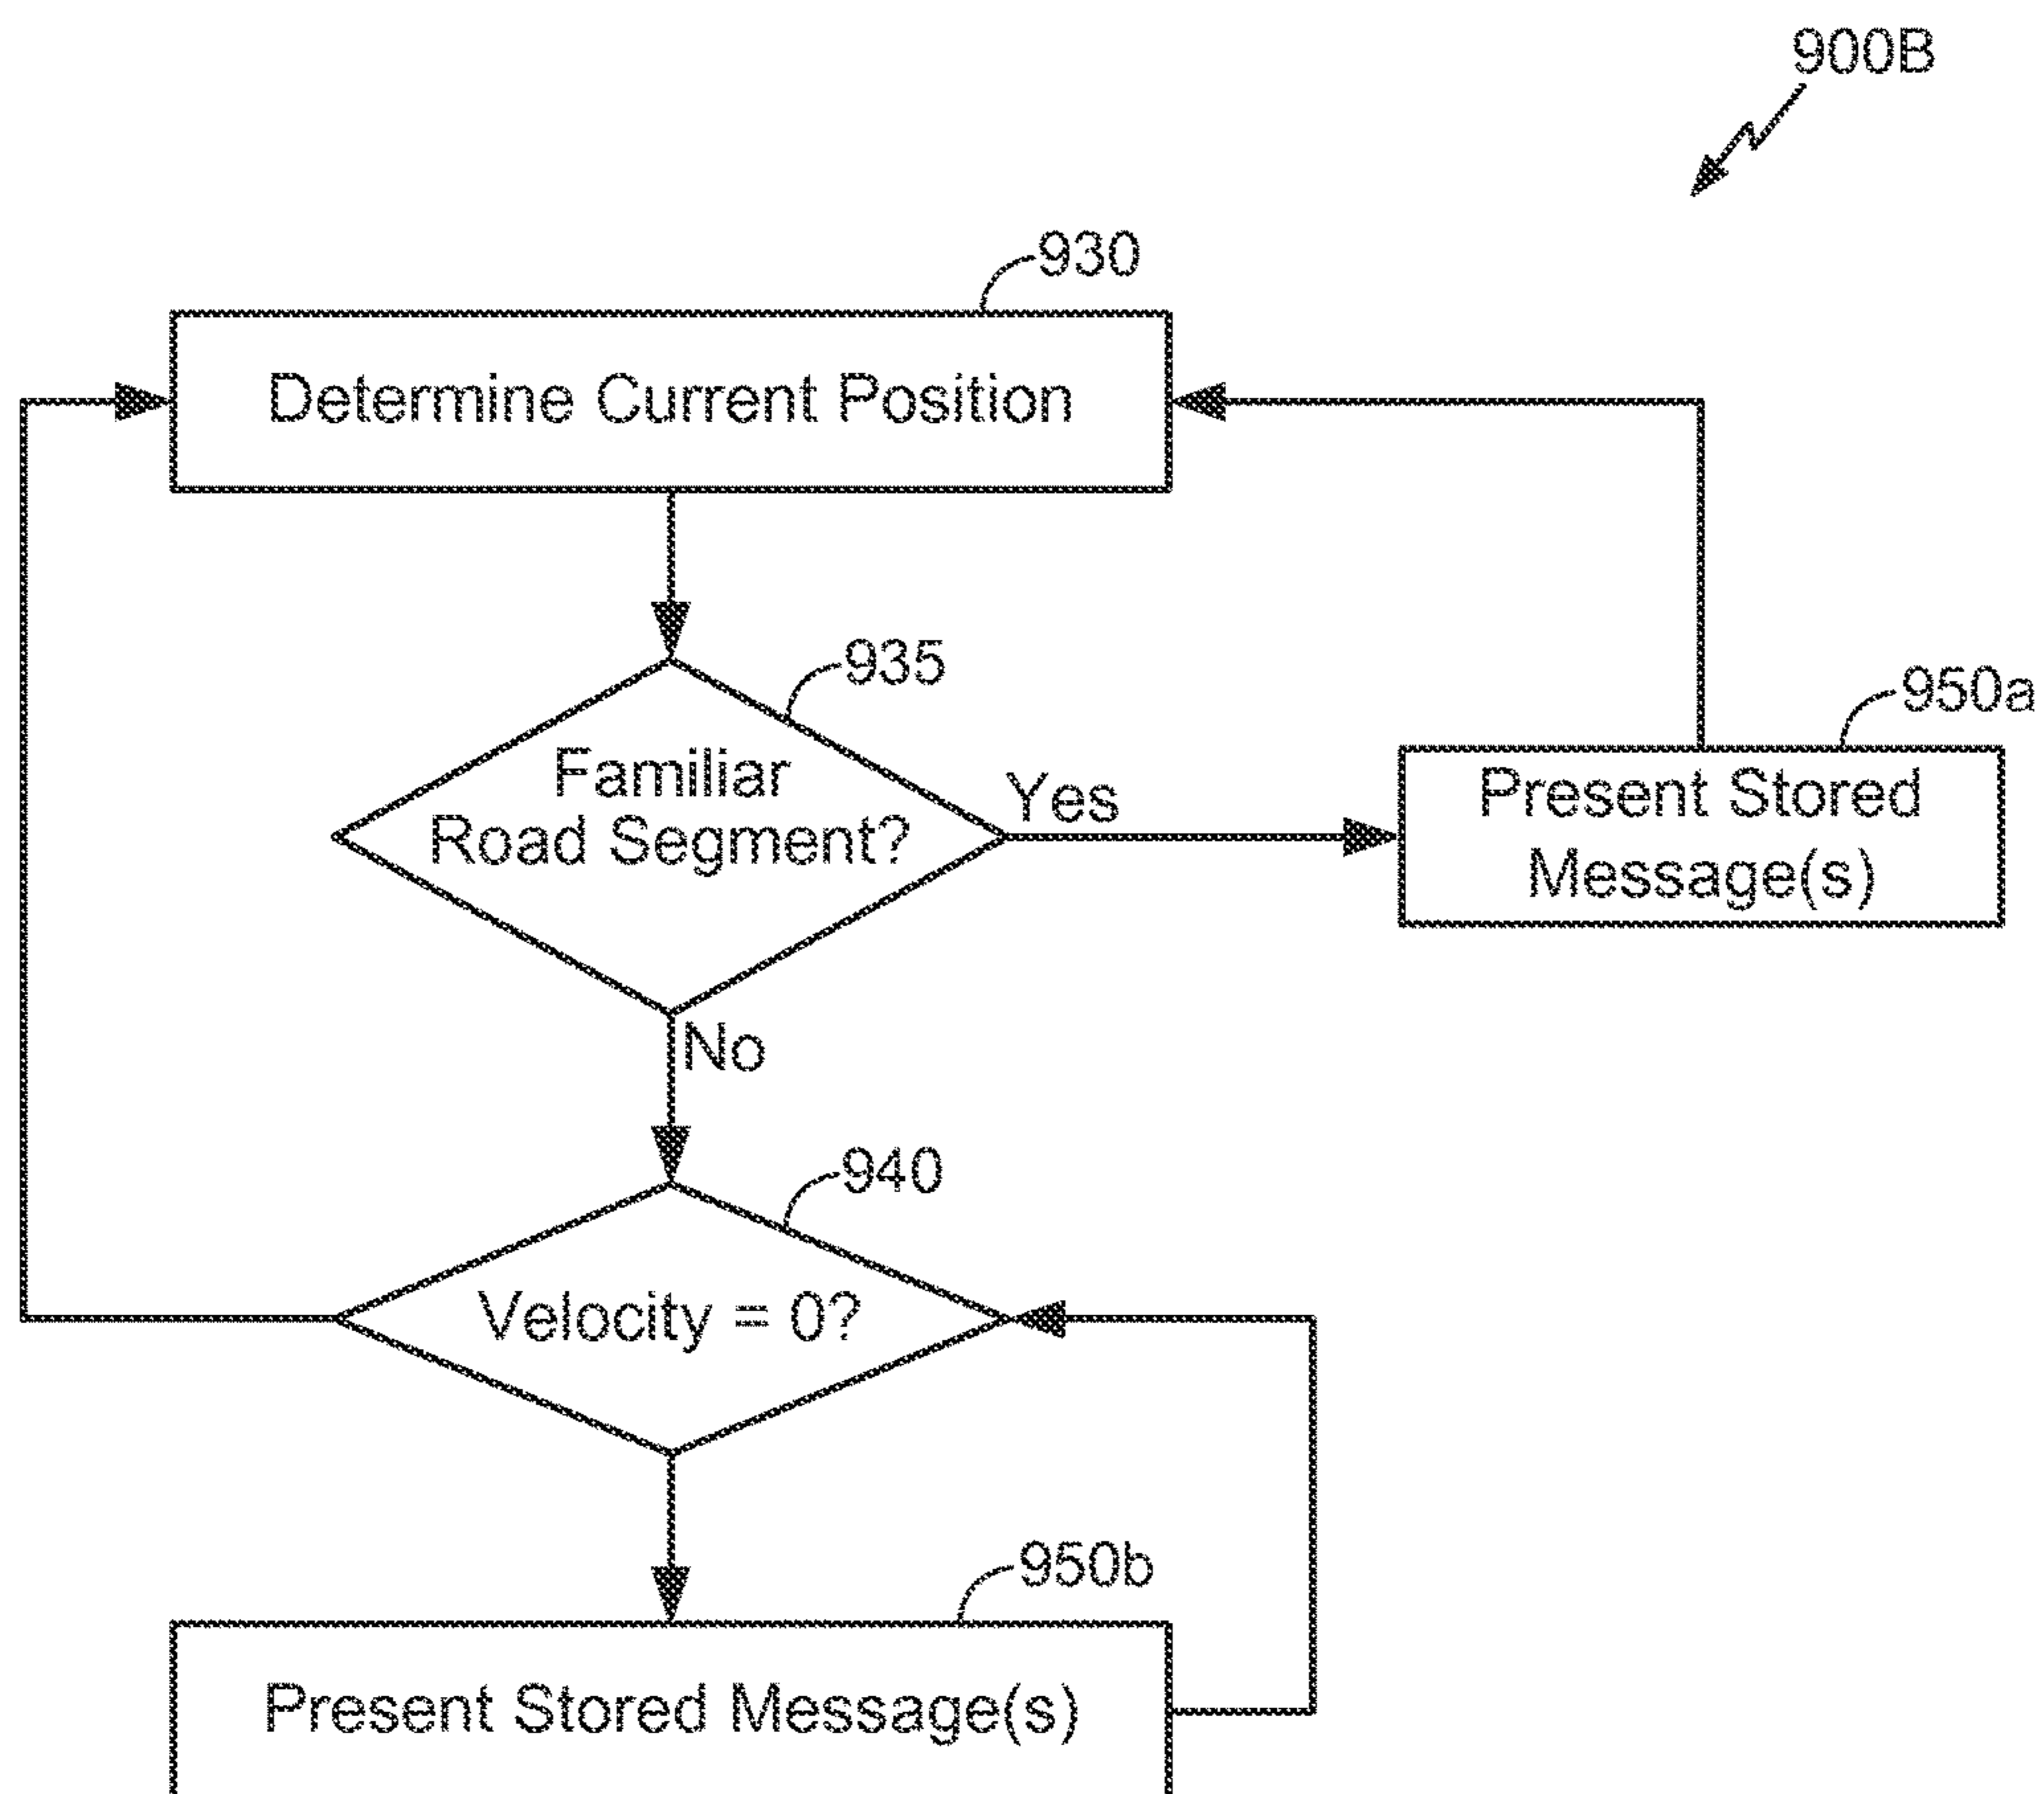 900B
930
Determine Current Position
935
Familiar
Road Segment?
Yes
950a
Present Stored
Message(s)
No
940
Velocity = 0?
950b
Present Stored Message(s)